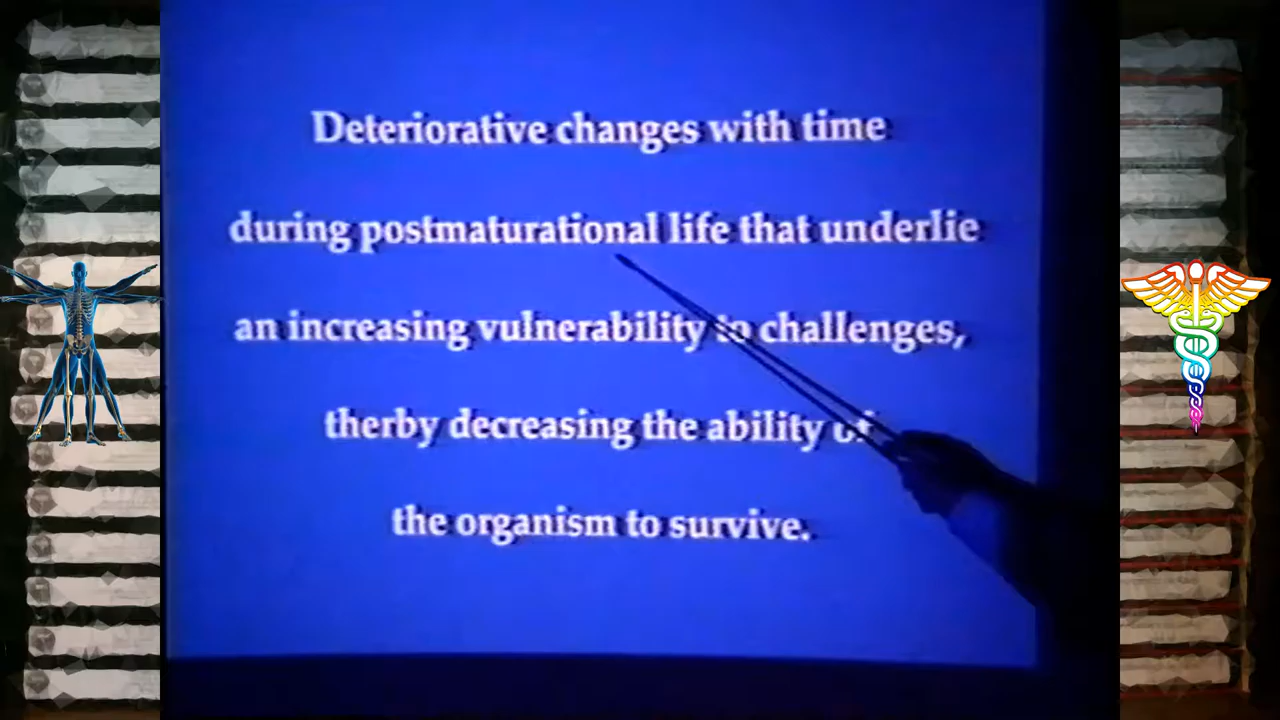 Deteriorative changes with time
during postmaturational life that underlie
an increasing vulnerability to challenges,
therby decreasing the ability of
the organism to survive.